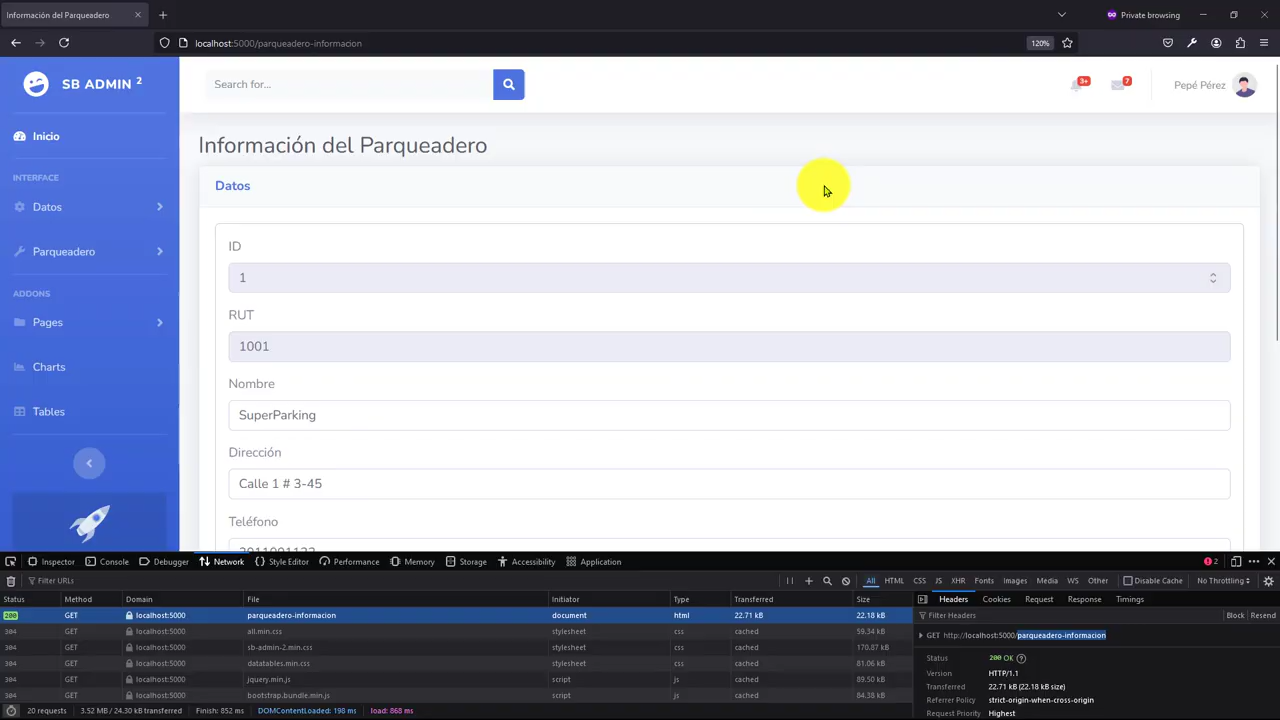 Información del Parqueadero
Private browsing
localhost:5000/parqueadero-informacion
120%
SB ADMIN 2
Search for...
3+
7
Pepé Pérez
Inicio
INTERFACE
Datos
Parqueadero
ADDONS
Pages
Charts
Tables
Información del Parqueadero
Datos
ID
1
RUT
1001
Nombre
SuperParking
Dirección
Calle 1 # 3-45
Teléfono
Inspector Console Debugger Network Style Editor Performance Memory Storage Accessibility Application 2
Filter URLs All HTML CSS JS XHR Fonts Images Media WS Other Disable Cache No Throttling
Status Method Domain File Initiator Type Transferred Size
200 GET localhost:5000 parqueadero-informacion document html 22.71 kB 22.18 kB
304 GET localhost:5000 all.min.css stylesheet css cached 59.34 kB
304 GET localhost:5000 sb-admin-2.min.css stylesheet css cached 170.87 kB
304 GET localhost:5000 datatables.min.css stylesheet css cached 81.06 kB
304 GET localhost:5000 jquery.min.js script js cached 89.50 kB
304 GET localhost:5000 bootstrap.bundle.min.js script js cached 84.38 kB
20 requests 3.52 MB / 24.30 kB transferred Finish: 852 ms DOMContentLoaded: 198 ms load: 868 ms
Headers Cookies Request Response Timings
Filter Headers Block Resend
GET http://localhost:5000/parqueadero-informacion
Status 200 OK
Version HTTP/1.1
Transferred 22.71 kB (22.18 kB size)
Referrer Policy strict-origin-when-cross-origin
Request Priority Highest